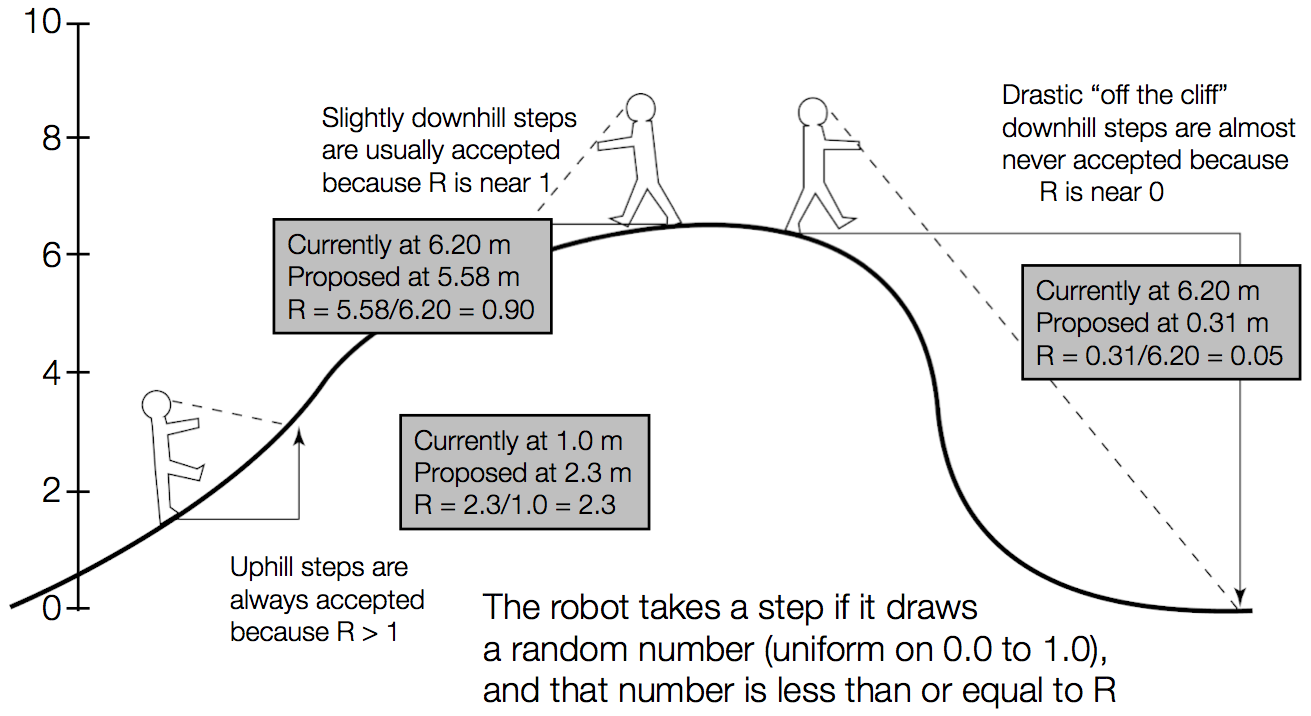 10
8
6
4
2
0
Slightly downhill steps
are usually accepted
because R is near 1
Drastic “off the cliff”
downhill steps are almost
never accepted because
R is near 0
Currently at 6.20 m
Proposed at 5.58 m
R = 5.58/6.20 = 0.90
Currently at 6.20 m
Proposed at 0.31 m
R = 0.31/6.20 = 0.05
Currently at 1.0 m
Proposed at 2.3 m
R = 2.3/1.0 = 2.3
Uphill steps are
always accepted
because R > 1
The robot takes a step if it draws
a random number (uniform on 0.0 to 1.0),
and that number is less than or equal to R